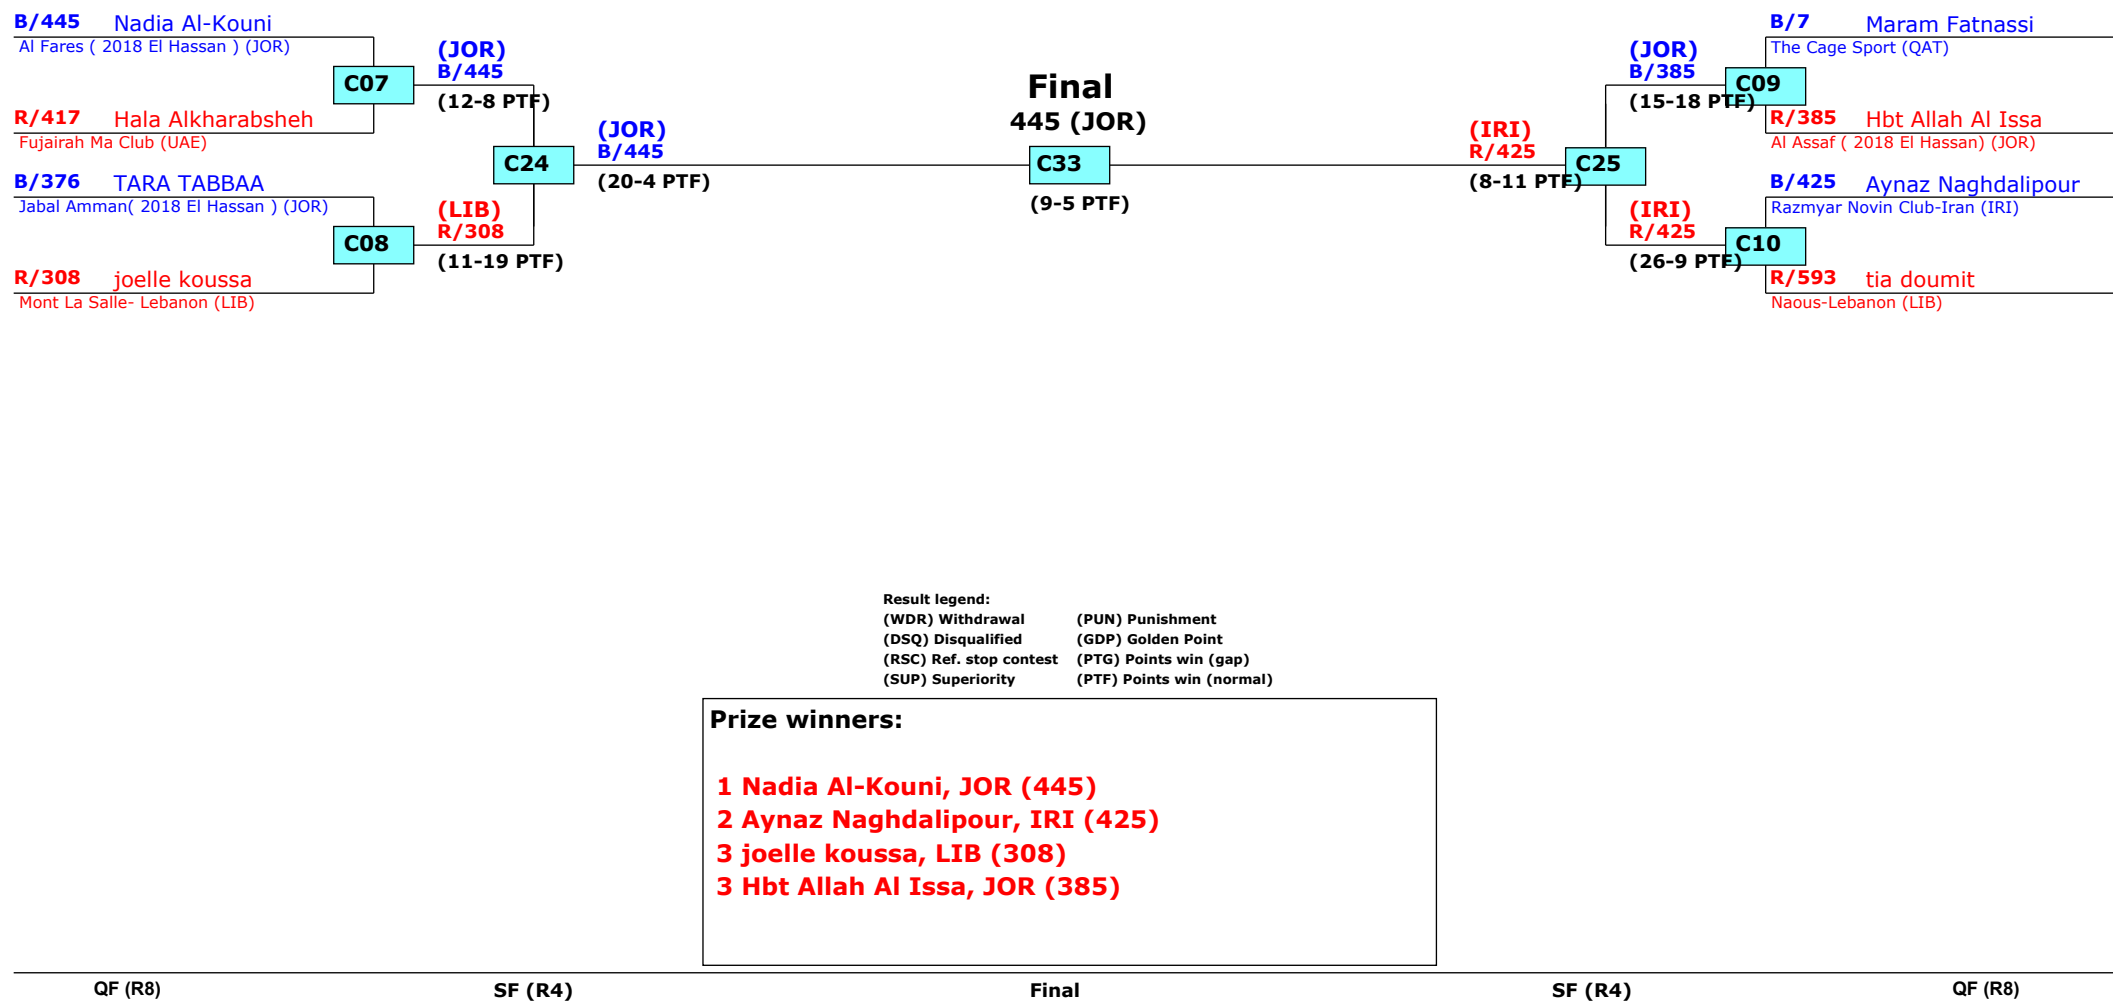 B/445 Nadia Al-Kouni
Al Fares ( 2018 El Hassan ) (JOR)
C07
R/417 Hala Alkharabsheh
Fujairah Ma Club (UAE)
(JOR)
B/445
(12-8 PTF)
B/376 TARA TABBAA
Jabal Amman( 2018 El Hassan ) (JOR)
C08
R/308 joelle koussa
Mont La Salle- Lebanon (LIB)
(LIB)
R/308
(11-19 PTF)
C24
(JOR)
B/445
(20-4 PTF)
Final
445 (JOR)
C33
(9-5 PTF)
(IRI)
R/425
(8-11 PTF)
C25
(JOR)
B/385
(15-18 PTF)
C09
B/7 Maram Fatnassi
The Cage Sport (QAT)
R/385 Hbt Allah Al Issa
Al Assaf ( 2018 El Hassan) (JOR)
(IRI)
R/425
(26-9 PTF)
C10
B/425 Aynaz Naghdalipour
Razmyar Novin Club-Iran (IRI)
R/593 tia doumit
Naous-Lebanon (LIB)
Result legend:
(WDR) Withdrawal (PUN) Punishment
(DSQ) Disqualified (GDP) Golden Point
(RSC) Ref. stop contest (PTG) Points win (gap)
(SUP) Superiority (PTF) Points win (normal)
Prize winners:
1 Nadia Al-Kouni, JOR (445)
2 Aynaz Naghdalipour, IRI (425)
3 joelle koussa, LIB (308)
3 Hbt Allah Al Issa, JOR (385)
QF (R8) SF (R4) Final SF (R4) QF (R8)